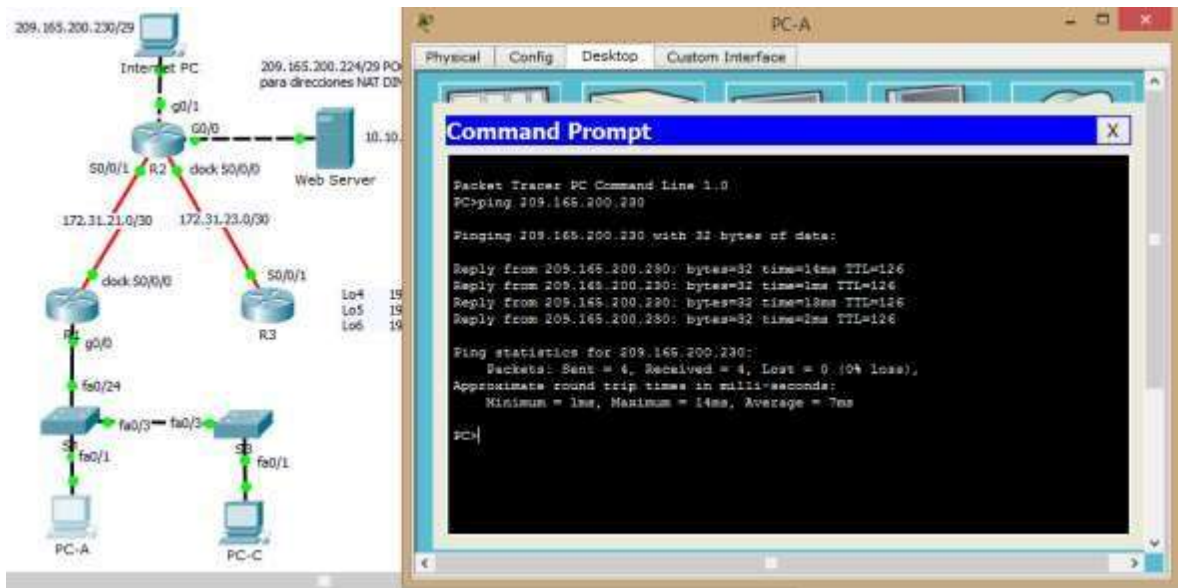 209.165.200.230/29
Internet PC
209.165.200.224/29
para direcciones NAT
g0/1
G0/0
10.10.
S0/0/1
R2
clock S0/0/0
Web Server
172.31.21.0/30
172.31.23.0/30
clock S0/0/0
S0/0/1
Lo4 19
Lo5 19
Lo6 19
R3
g0/0
fa0/24
fa0/3
fa0/3
S3
fa0/1
fa0/1
PC-A
PC-C
PC-A
Physical
Config
Desktop
Custom Interface
Command Prompt
X
Packet Tracer PC Command Line 1.0
PC>ping 209.165.200.230
Pinging 209.165.200.230 with 32 bytes of data:
Reply from 209.165.200.230: bytes=32 time=14ms TTL=126
Reply from 209.165.200.230: bytes=32 time=1ms TTL=126
Reply from 209.165.200.230: bytes=32 TTL=126
Reply from 209.165.200.230: bytes=32 time=2ms TTL=126
Ping statistics for 209.165.200.230:
Packets: Sent = 4, Received = 4, Lost = 0 (0% loss),
Approximate round trip times in milli-seconds:
Minimum = 1ms, Maximum = 14ms, Average = 7ms
PC>